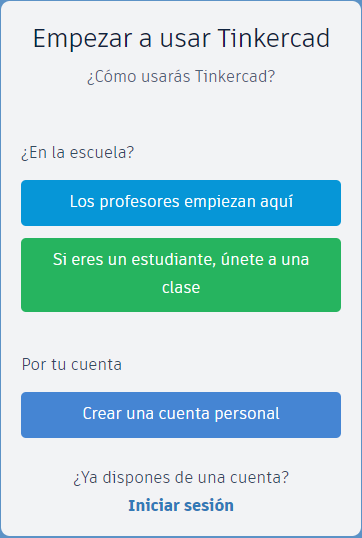 Empezar a usar Tinkercad
¿Cómo usarás Tinkercad?
¿En la escuela?
Los profesores empiezan aquí
Si eres un estudiante, únete a una
clase
Por tu cuenta
Crear una cuenta personal
¿Ya dispones de una cuenta?
Iniciar sesión